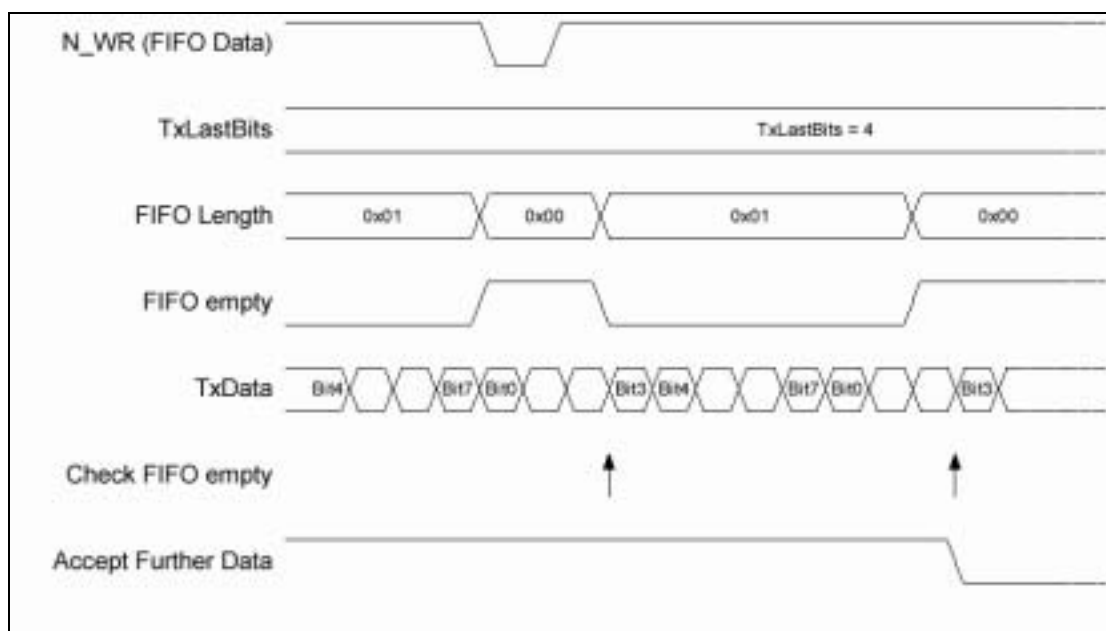 N_WR (FIFO Data)
TxLastBits
TxLastBits = 4
FIFO Length
0x01
0x00
0x01
0x00
FIFO empty
TxData
Bit4
Bit7
Bit0
Bit3
Bit4
Bit7
Bit0
Bit3
Check FIFO empty
Accept Further Data